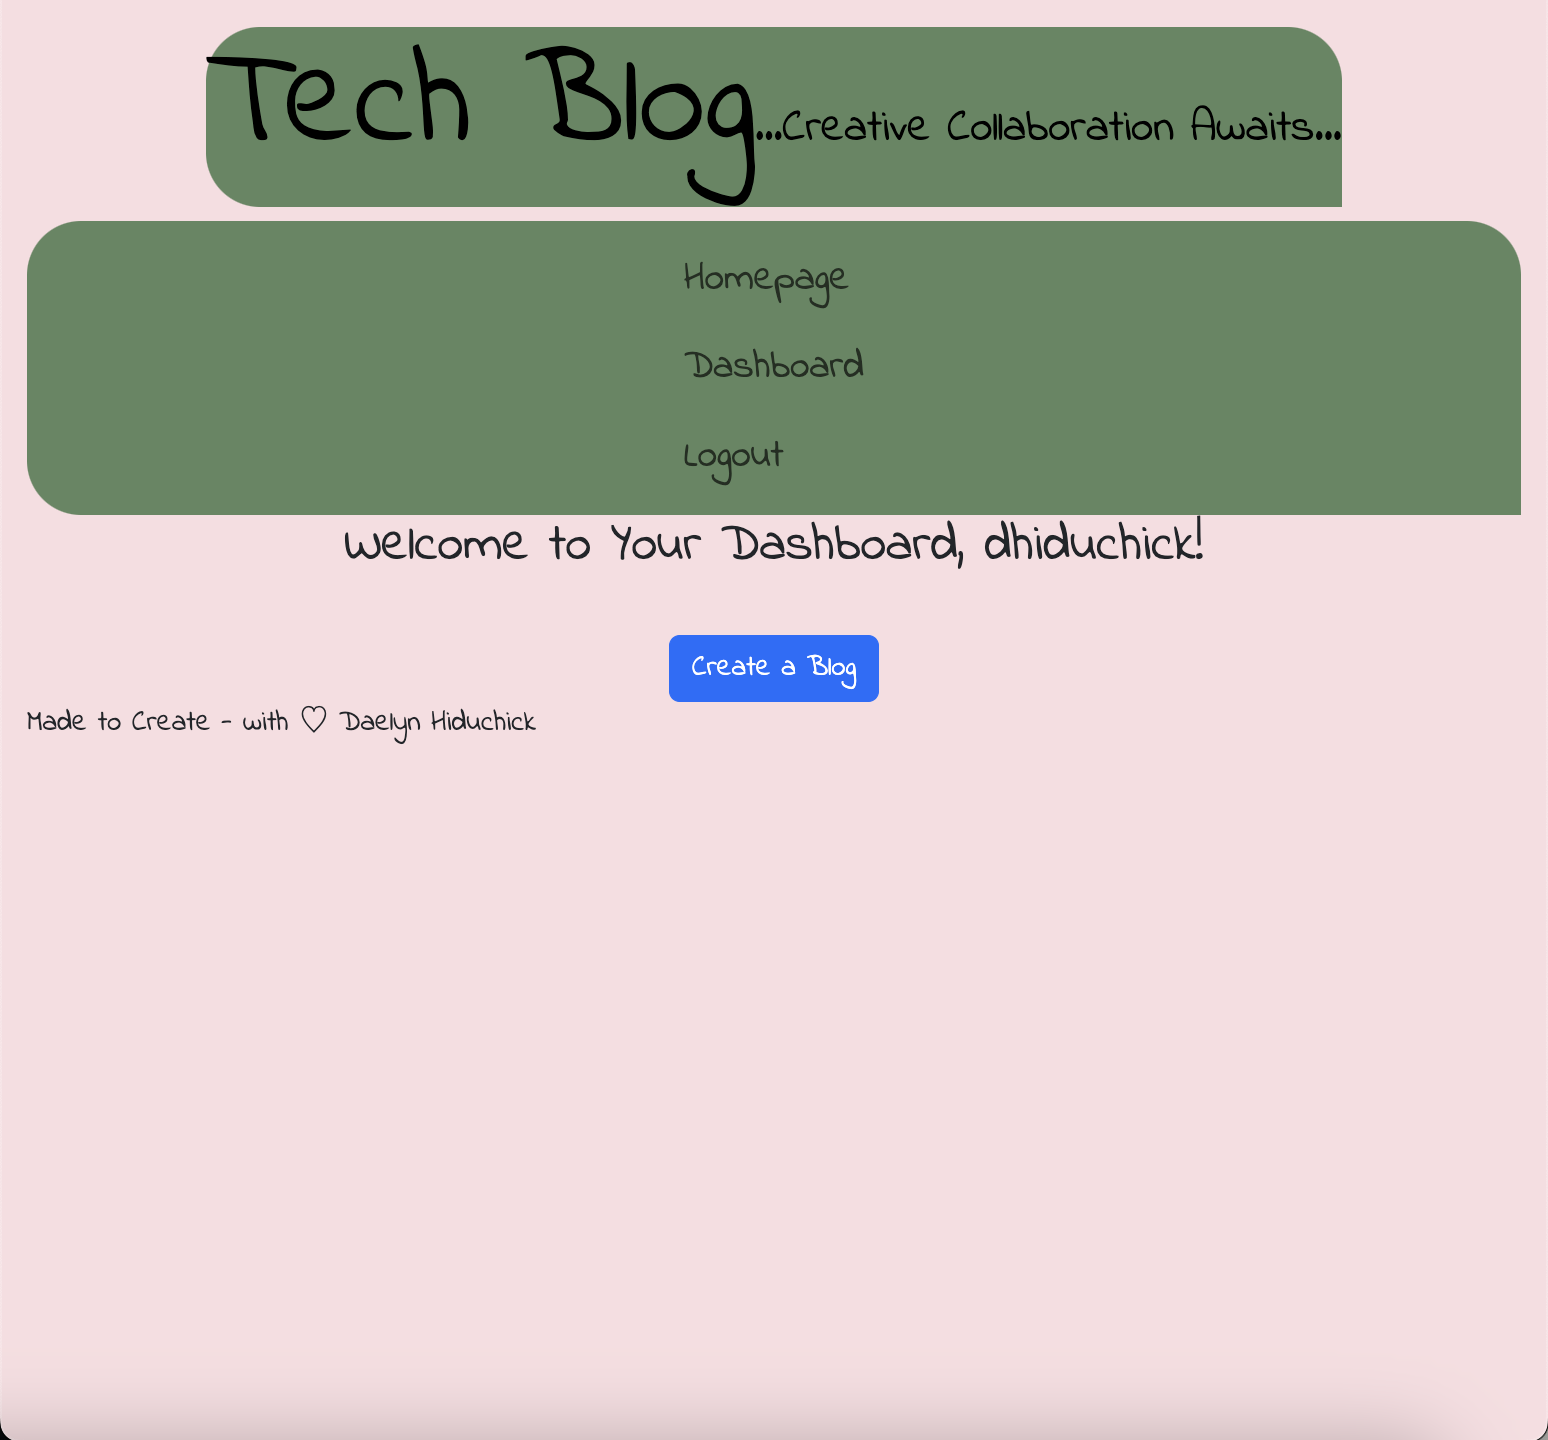 Tech Blog...Creative Collaboration Awaits...
Homepage
Dashboard
Logout
Welcome to Your Dashboard, dhiduchick!
Create a Blog
Made to Create - with ♡ Daelyn Hiduchick